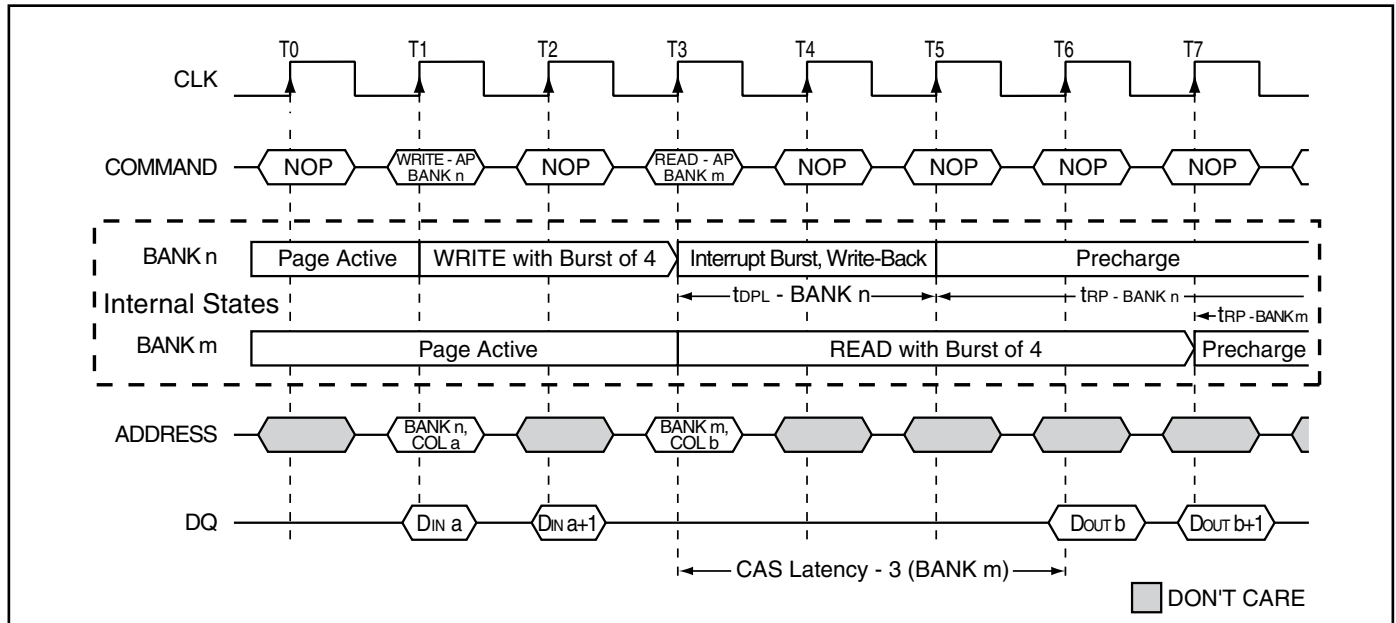 T0 T1 T2 T3 T4 T5 T6 T7
CLK
COMMAND NOP WRITE - AP BANK n NOP READ - AP BANK m NOP NOP NOP NOP
BANK n Page Active WRITE with Burst of 4 Interrupt Burst, Write-Back Precharge
Internal States tDPL - BANK n tRP - BANK n
tRP - BANK m
BANK m Page Active READ with Burst of 4 Precharge
ADDRESS BANK n, COL a BANK m, COL b
DQ DIN a DIN a+1 DOUT b DOUT b+1
CAS Latency - 3 (BANK m)
DON'T CARE